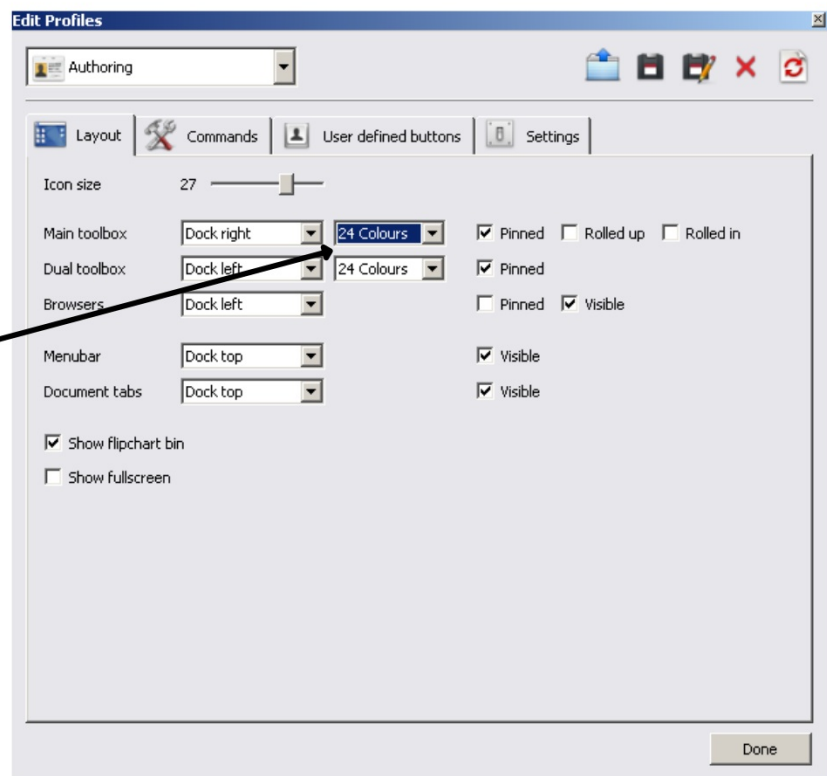 Edit Profiles
Authoring
Layout Commands User defined buttons Settings
Icon size 27
Main toolbox Dock right 24 Colours Pinned Rolled up Rolled in
Dual toolbox Dock left 24 Colours Pinned
Browsers Dock left Pinned Visible
Menubar Dock top Visible
Document tabs Dock top Visible
Show flipchart bin
Show fullscreen
Done